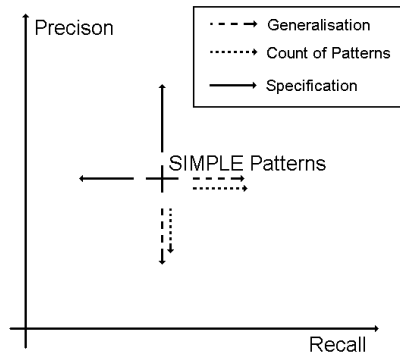 Precison
Generalisation
Count of Patterns
Specification
SIMPLE Patterns
Recall